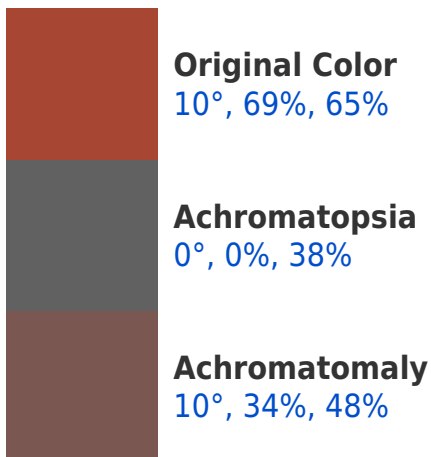 Original Color
10°, 69%, 65%
Achromatopsia
0°, 0%, 38%
Achromatomaly
10°, 34%, 48%